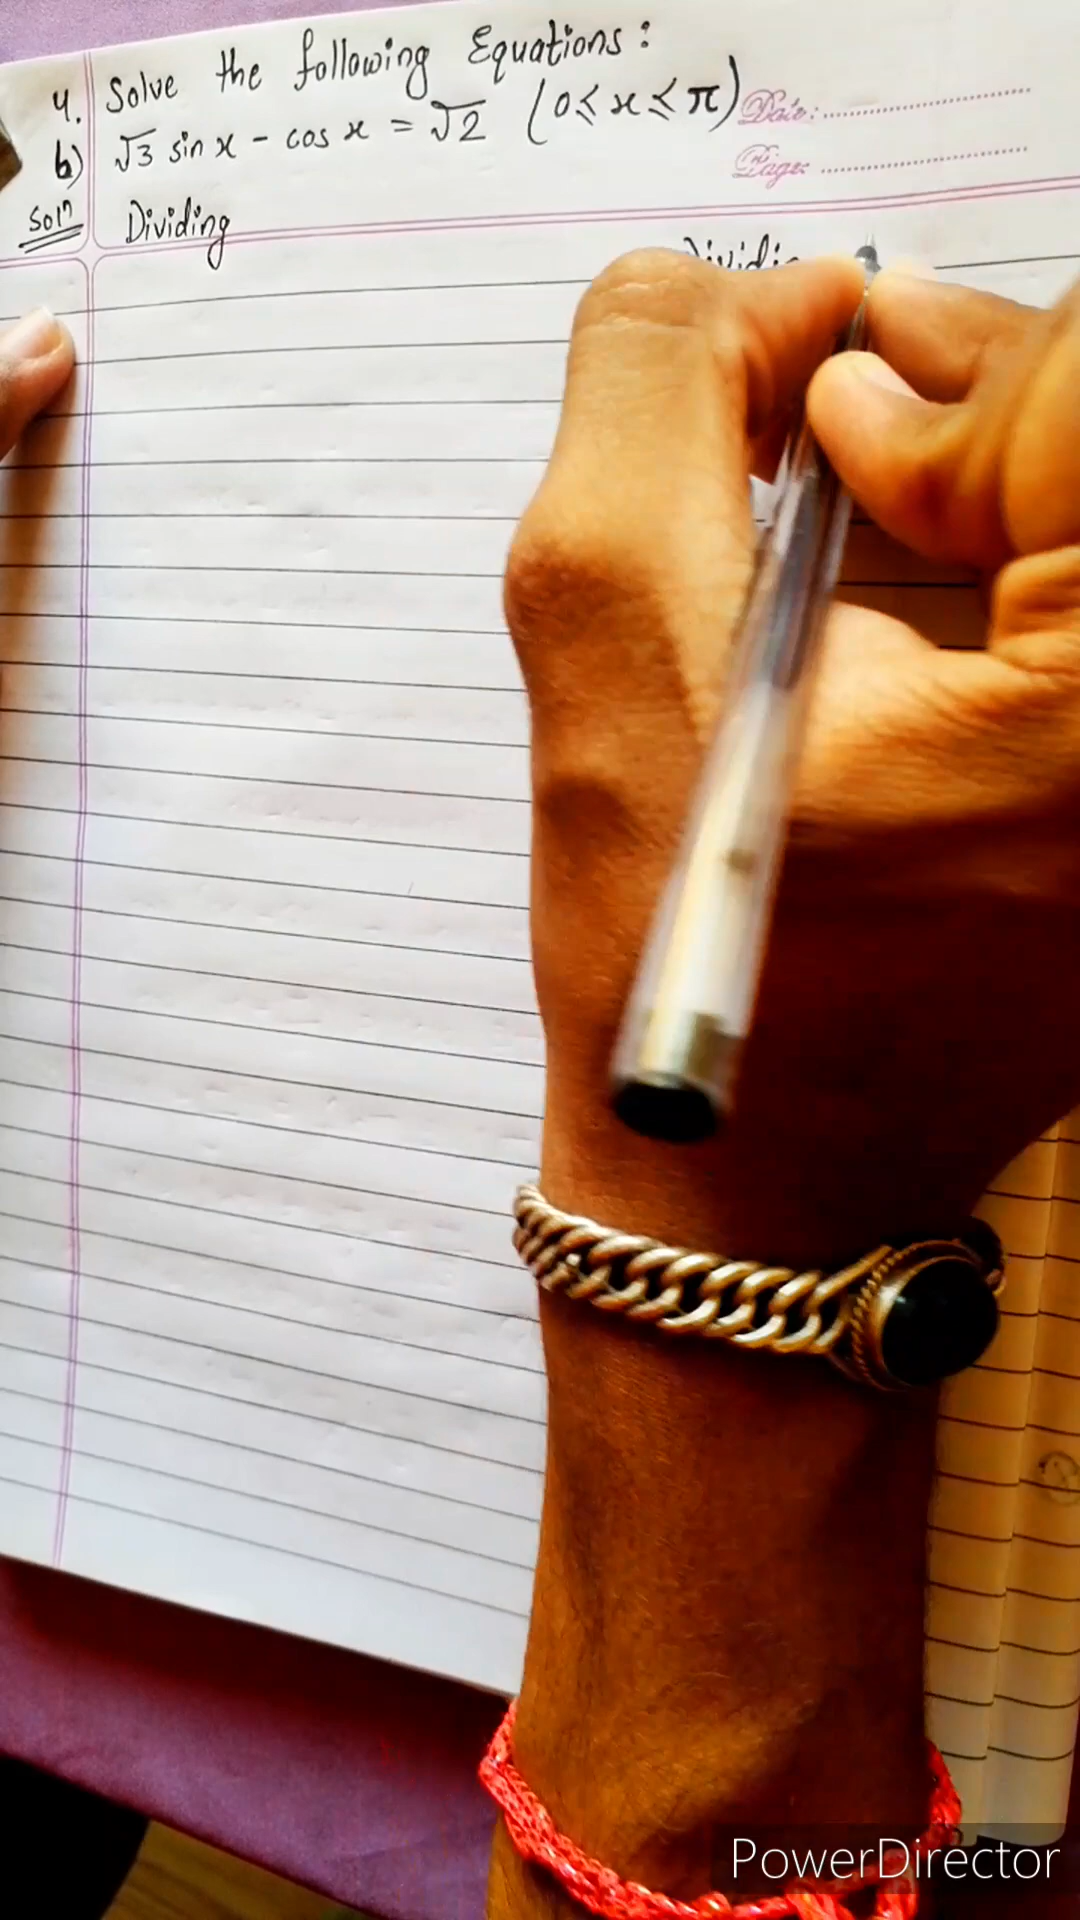 4. Solve the following Equations:
b) √3 sin x - cos x = √2 (0≤x≤π)
Date:
Page:
Solⁿ Dividing
PowerDirector